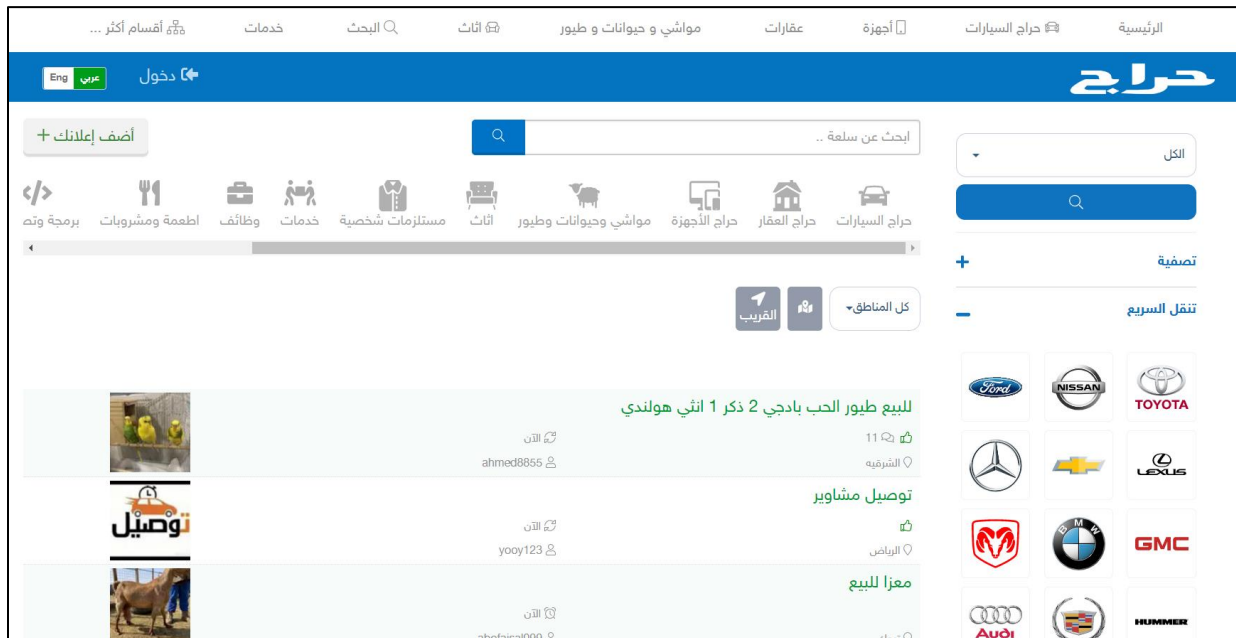 الرئيسية حراج السيارات أجهزة عقارات مواشي و حيوانات و طيور اثاث البحث خدمات أقسام أكثر ...
حراج دخول عربي Eng
ابحث عن سلعة .. أضف إعلانك +
الكل
حراج السيارات حراج العقار حراج الأجهزة مواشي وحيوانات وطيور اثاث مستلزمات شخصية خدمات وظائف اطعمة ومشروبات برمجة وتص
تصفية
كل المناطق القريب
تنقل السريع
TOYOTA NISSAN Ford
LEXUS
GMC BMW
HUMMER Audi
للبيع طيور الحب بادجي 2 ذكر 1 انثي هولندي
11 الآن
الشرقيه ahmed8855
توصيل مشاوير
الآن
الرياض yooy123
توصيل
معزا للبيع
الآن